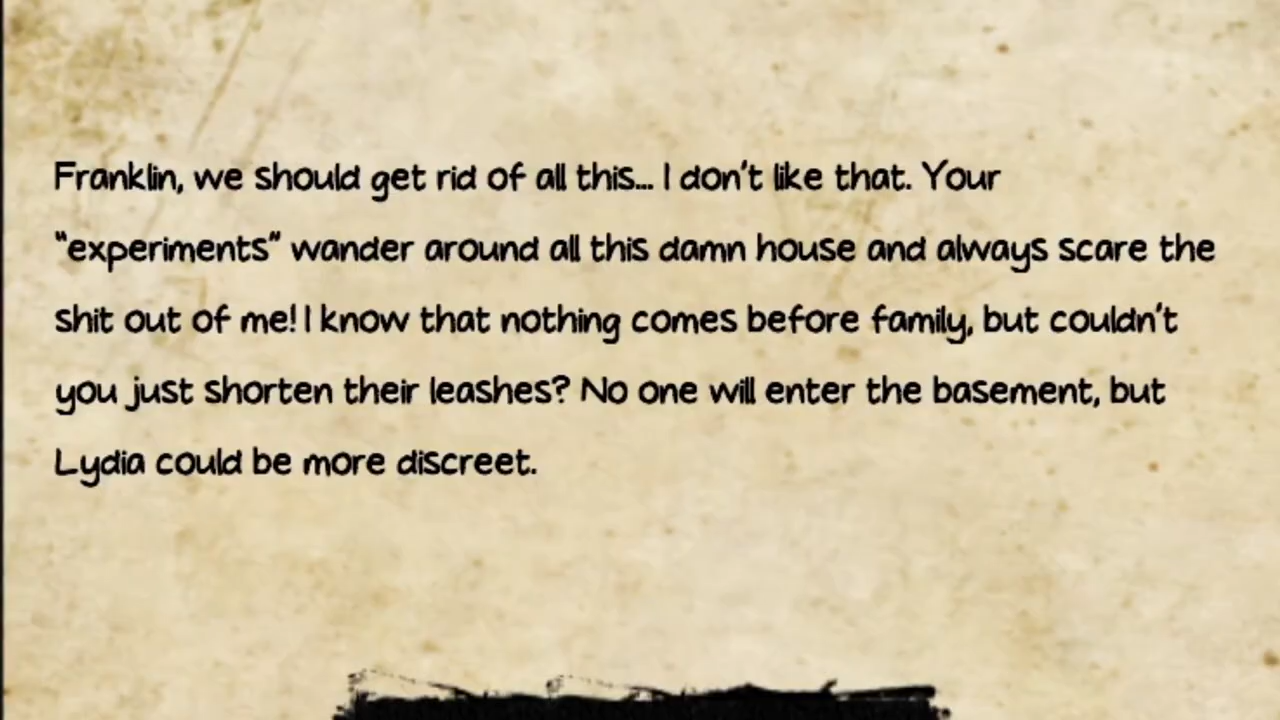 Franklin, we should get rid of all this... I don't like that. Your
"experiments" wander around all this damn house and always scare the
shit out of me! I know that nothing comes before family, but couldn't
you just shorten their leashes? No one will enter the basement, but
Lydia could be more discreet.